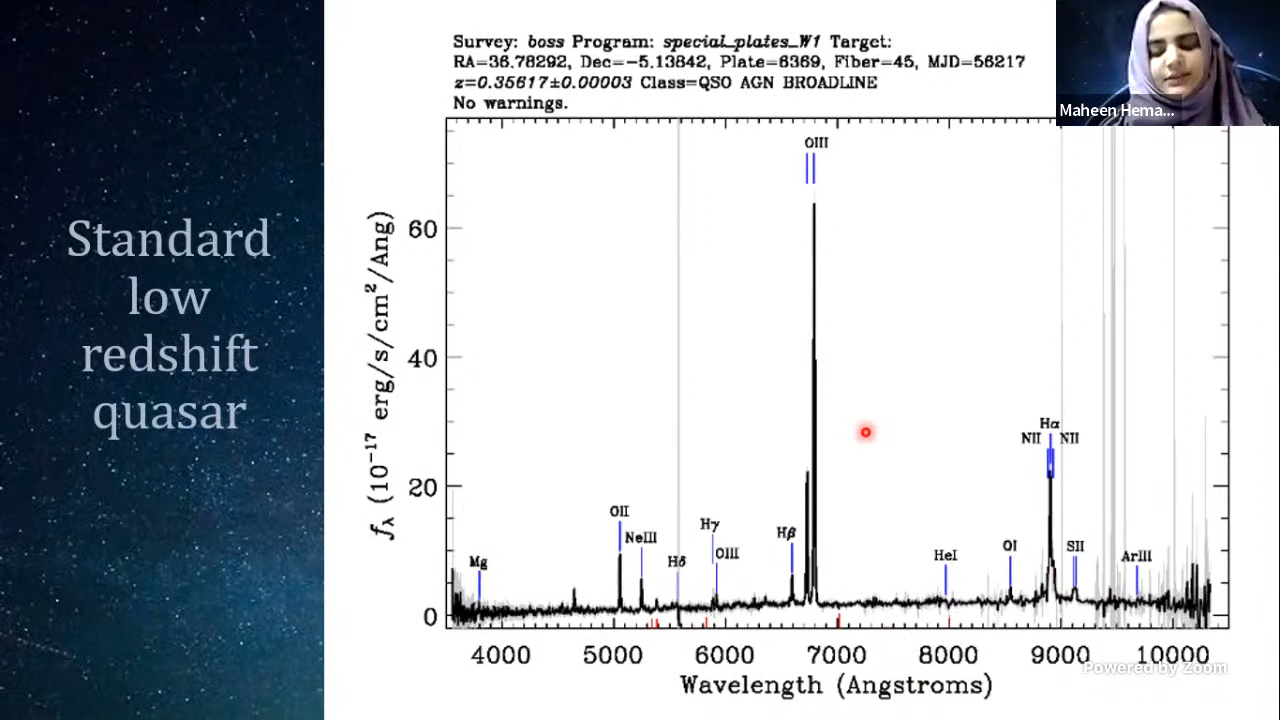 Standard
low
redshift
quasar
Survey: boss Program: special_plates_W1 Target:
RA=36.78292, Dec=−5.13842, Plate=6369, Fiber=45, MJD=56217
z=0.35617±0.00003 Class=QSO AGN BROADLINE
No warnings.
Maheen Hema...
OIII
Hα
NII NII
OII
Hγ
NeIII
Hβ
Hδ
OIII
Mg
HeI
OI
SII
ArIII
60
40
20
0
fλ (10−17 erg/s/cm2/Ang)
4000 5000 6000 7000 8000 9000 10000
Wavelength (Angstroms)
Powered by Zoom